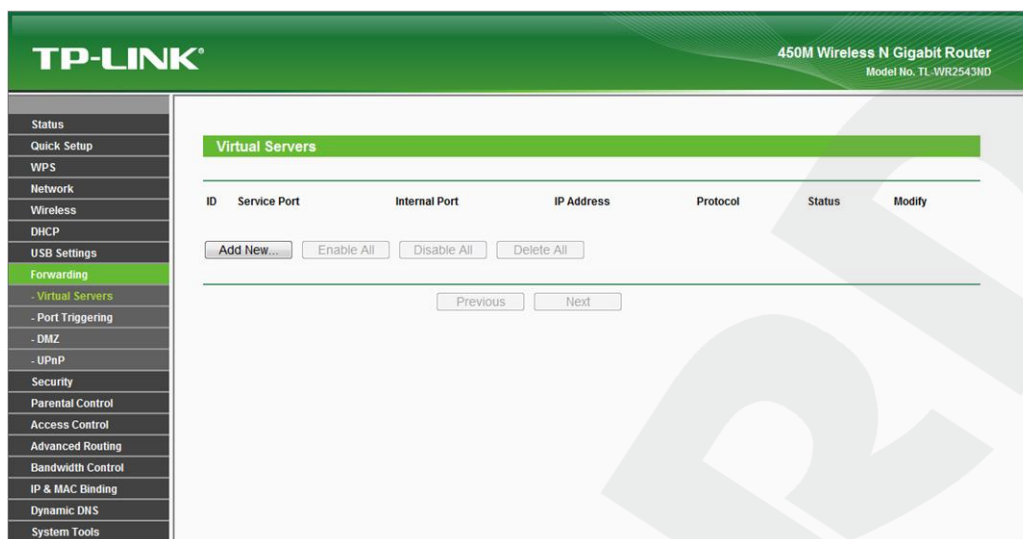 TP-LINK®
450M Wireless N Gigabit Router
Model No. TL-WR2543ND
Status
Quick Setup
WPS
Network
Wireless
DHCP
USB Settings
Forwarding
- Virtual Servers
- Port Triggering
- DMZ
- UPnP
Security
Parental Control
Access Control
Advanced Routing
Bandwidth Control
IP & MAC Binding
Dynamic DNS
System Tools
Virtual Servers
ID Service Port Internal Port IP Address Protocol Status Modify
Add New... Enable All Disable All Delete All
Previous Next